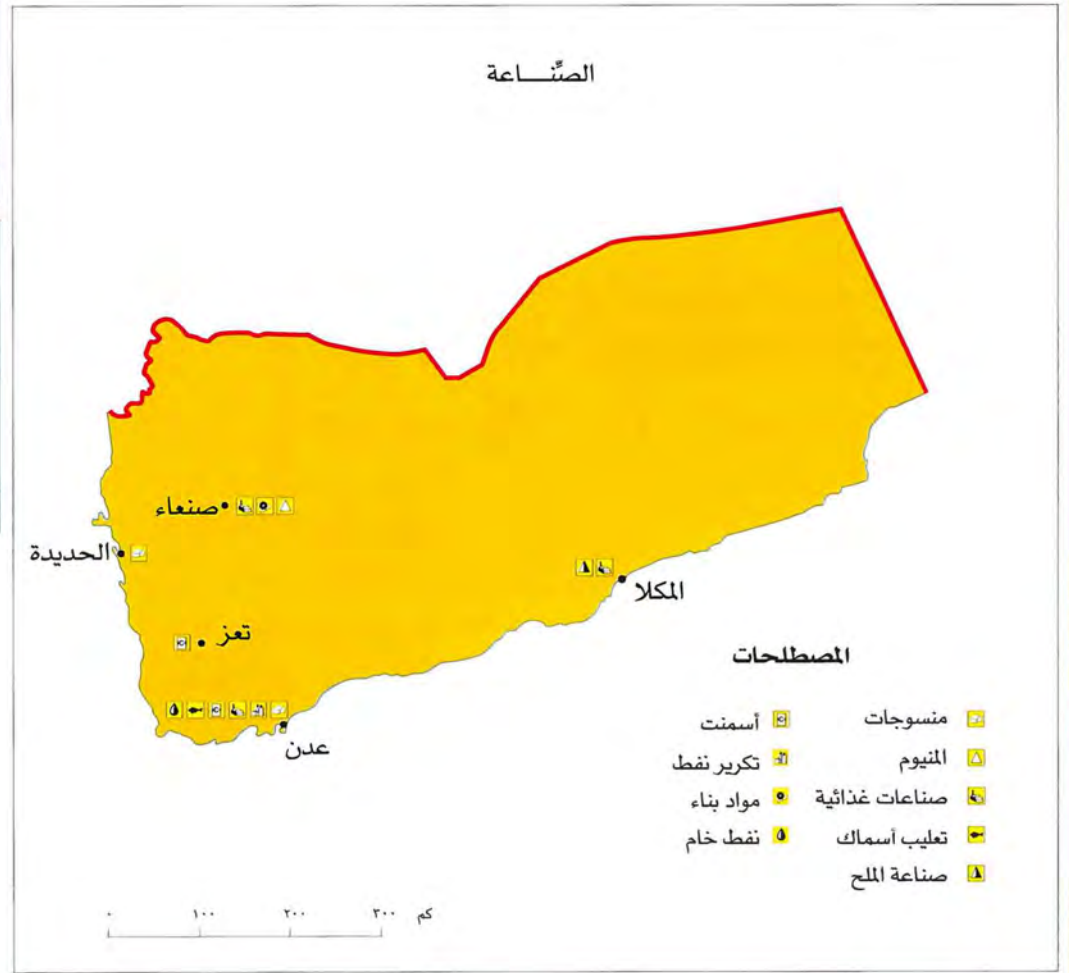 الصِّنــــاعة
صنعاء
الحديدة
المكلا
تعز
عدن
المصطلحات
منسوجات
المنيوم
صناعات غذائية
تعليب أسماك
صناعة الملح
أسمنت
تكرير نفط
مواد بناء
نفط خام
٠ ١٠٠ ٢٠٠ ٣٠٠ كم